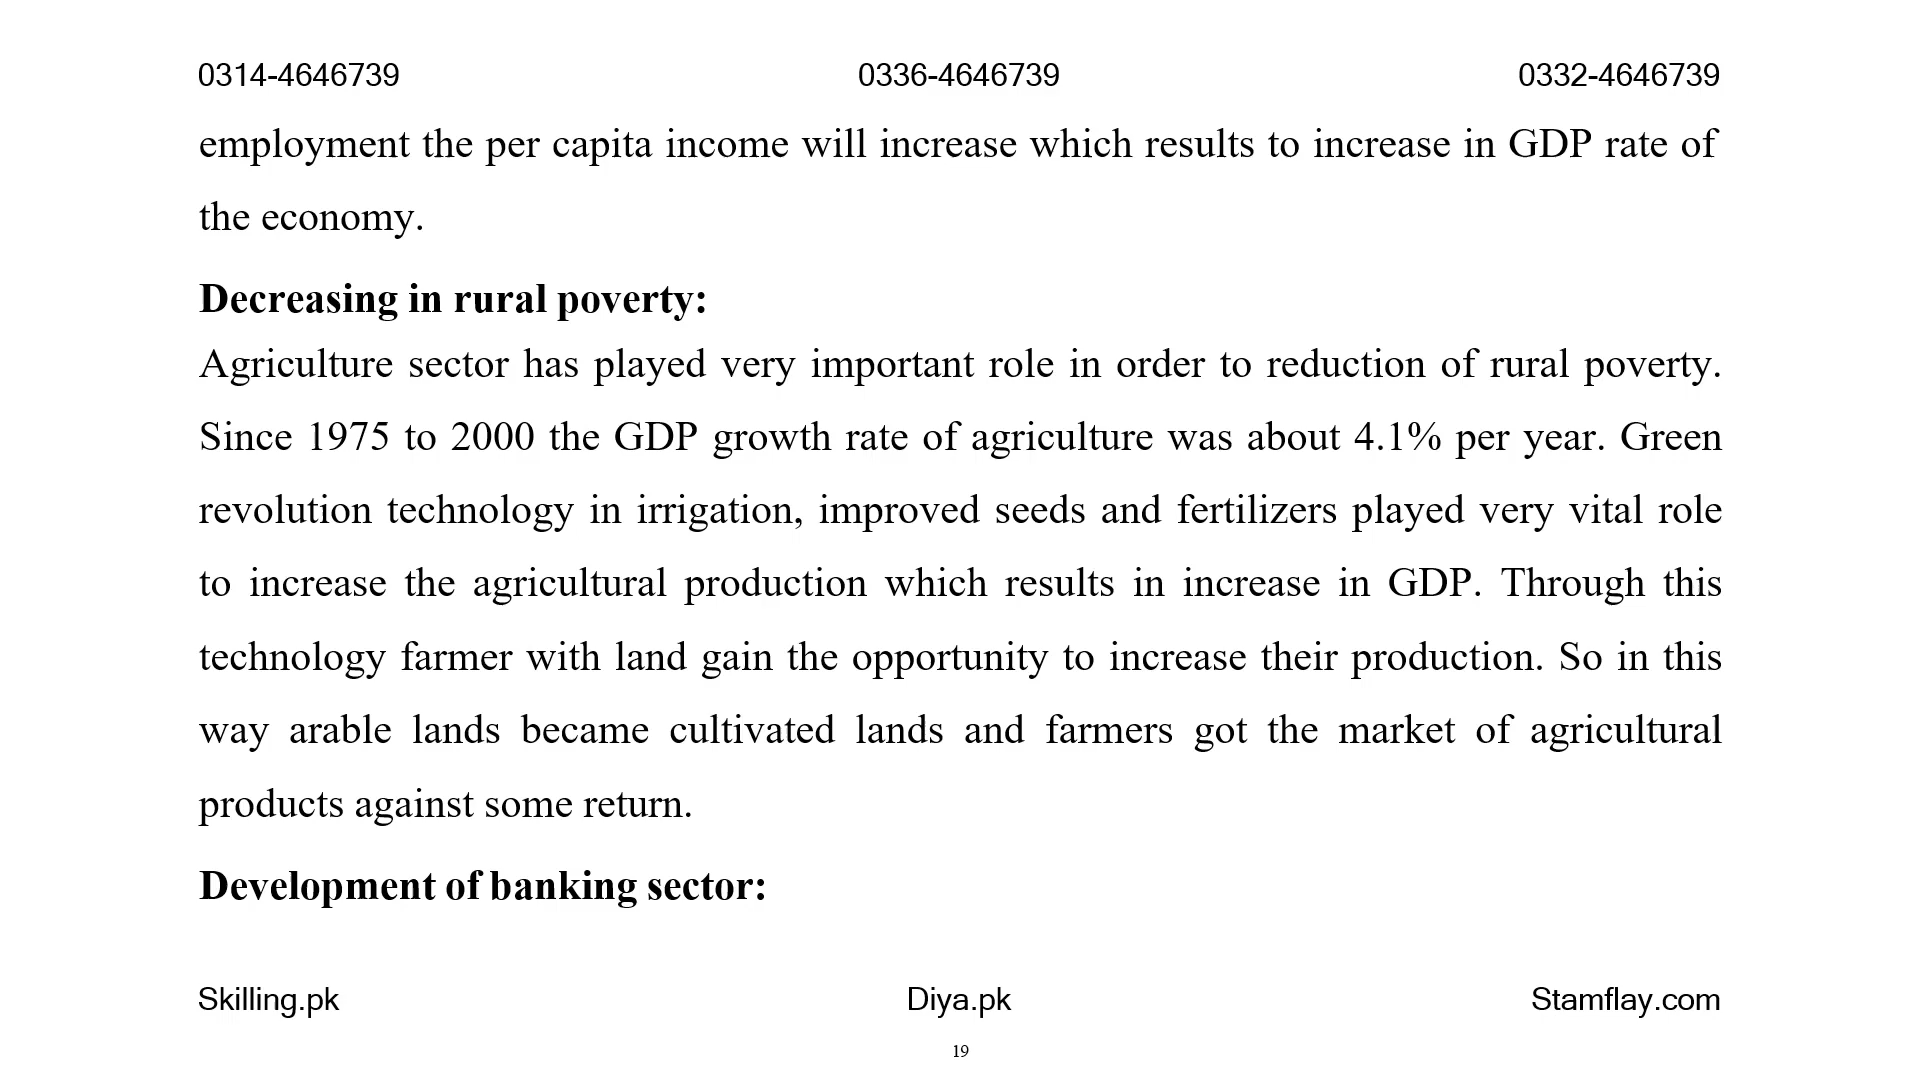 0314-4646739 0336-4646739 0332-4646739
employment the per capita income will increase which results to increase in GDP rate of
the economy.
Decreasing in rural poverty:
Agriculture sector has played very important role in order to reduction of rural poverty.
Since 1975 to 2000 the GDP growth rate of agriculture was about 4.1% per year. Green
revolution technology in irrigation, improved seeds and fertilizers played very vital role
to increase the agricultural production which results in increase in GDP. Through this
technology farmer with land gain the opportunity to increase their production. So in this
way arable lands became cultivated lands and farmers got the market of agricultural
products against some return.
Development of banking sector:
Skilling.pk Diya.pk Stamflay.com
19